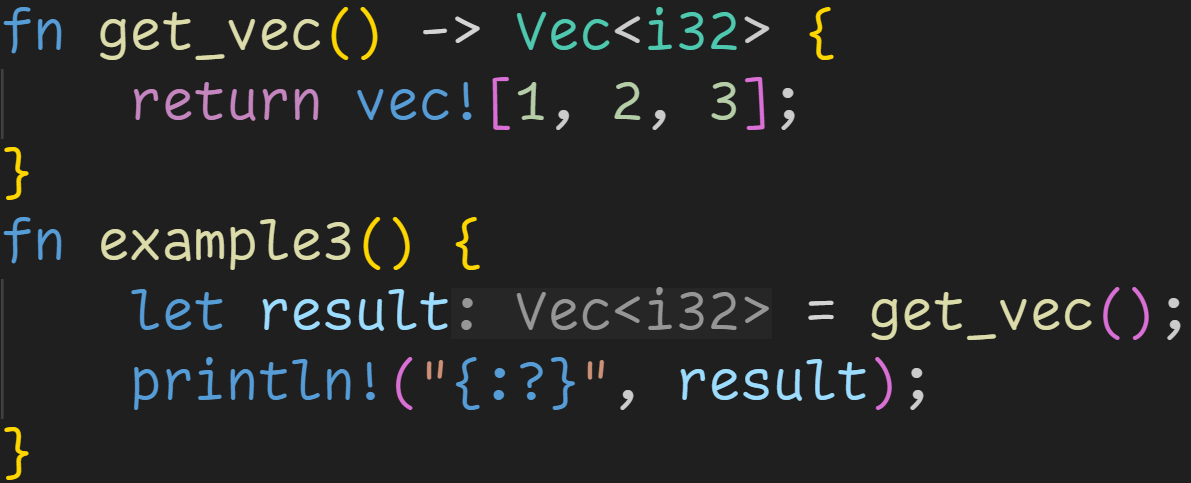 fn get_vec() -> Vec<i32> {
    return vec![1, 2, 3];
}
fn example3() {
    let result: Vec<i32> = get_vec();
    println!("{:?}", result);
}